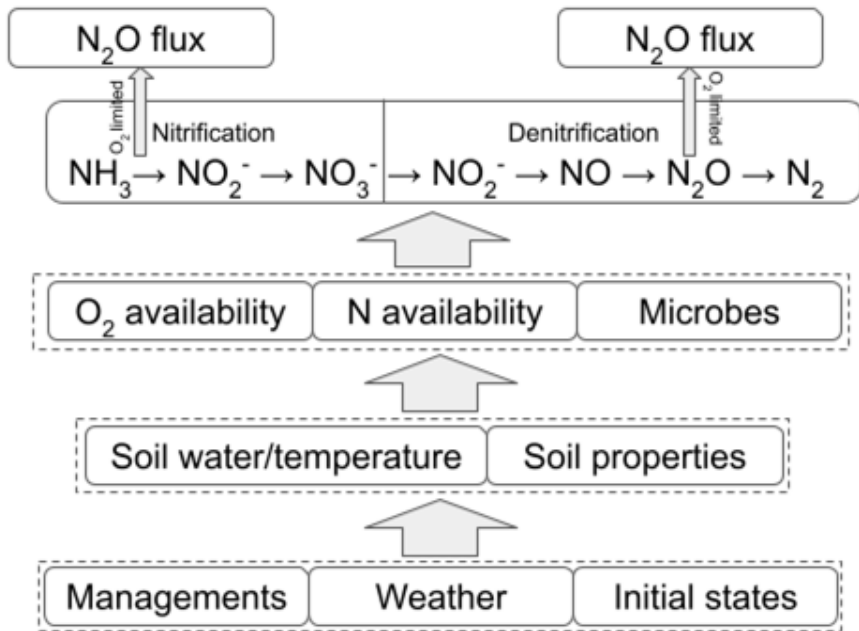 N₂O flux
N₂O flux
O₂ limited
O₂ limited
Nitrification
Denitrification
NH₃→ NO₂⁻ → NO₃⁻ → NO₂⁻ → NO → N₂O → N₂
O₂ availability
N availability
Microbes
Soil water/temperature
Soil properties
Managements
Weather
Initial states